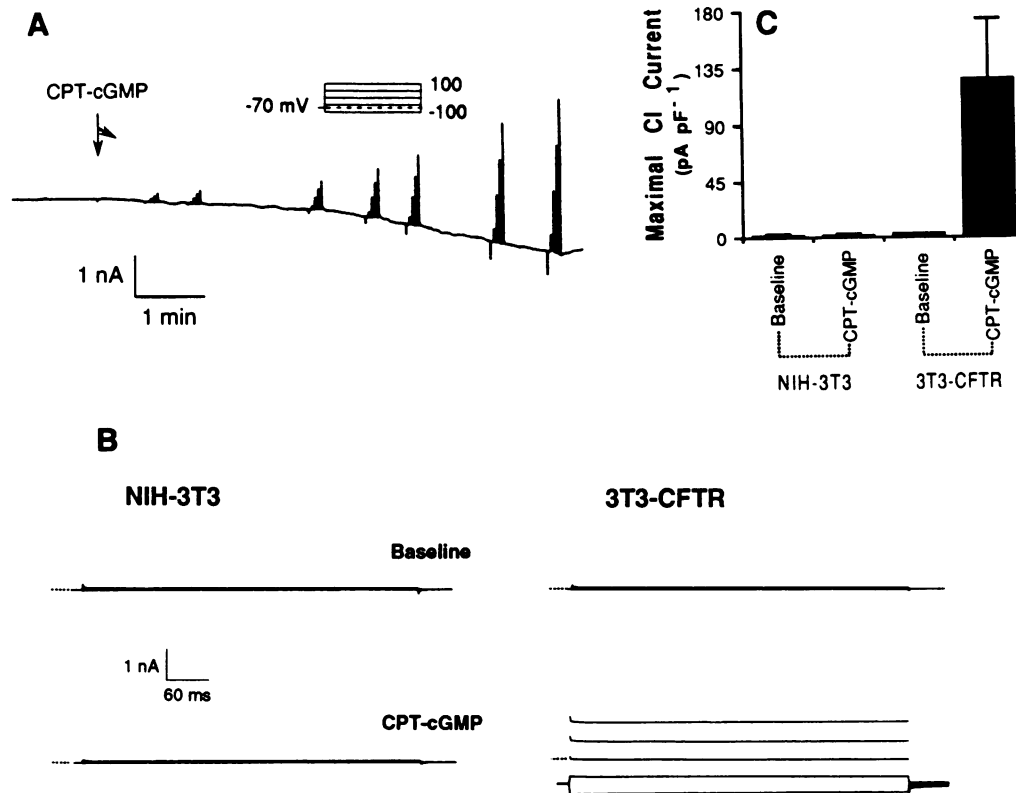 A
CPT-cGMP
-70 mV
100
-100
1 nA
1 min
C
Maximal Cl Current
(pA pF⁻¹)
180
135
90
45
0
Baseline
CPT-cGMP
Baseline
CPT-cGMP
NIH-3T3
3T3-CFTR
B
NIH-3T3
3T3-CFTR
Baseline
1 nA
60 ms
CPT-cGMP